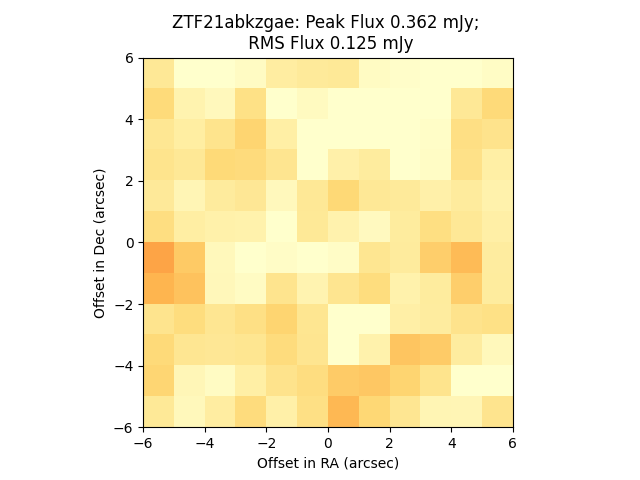 ZTF21abkzgae: Peak Flux 0.362 mJy;
RMS Flux 0.125 mJy
6
4
2
0
−2
−4
−6
Offset in Dec (arcsec)
−6 −4 −2 0 2 4 6
Offset in RA (arcsec)